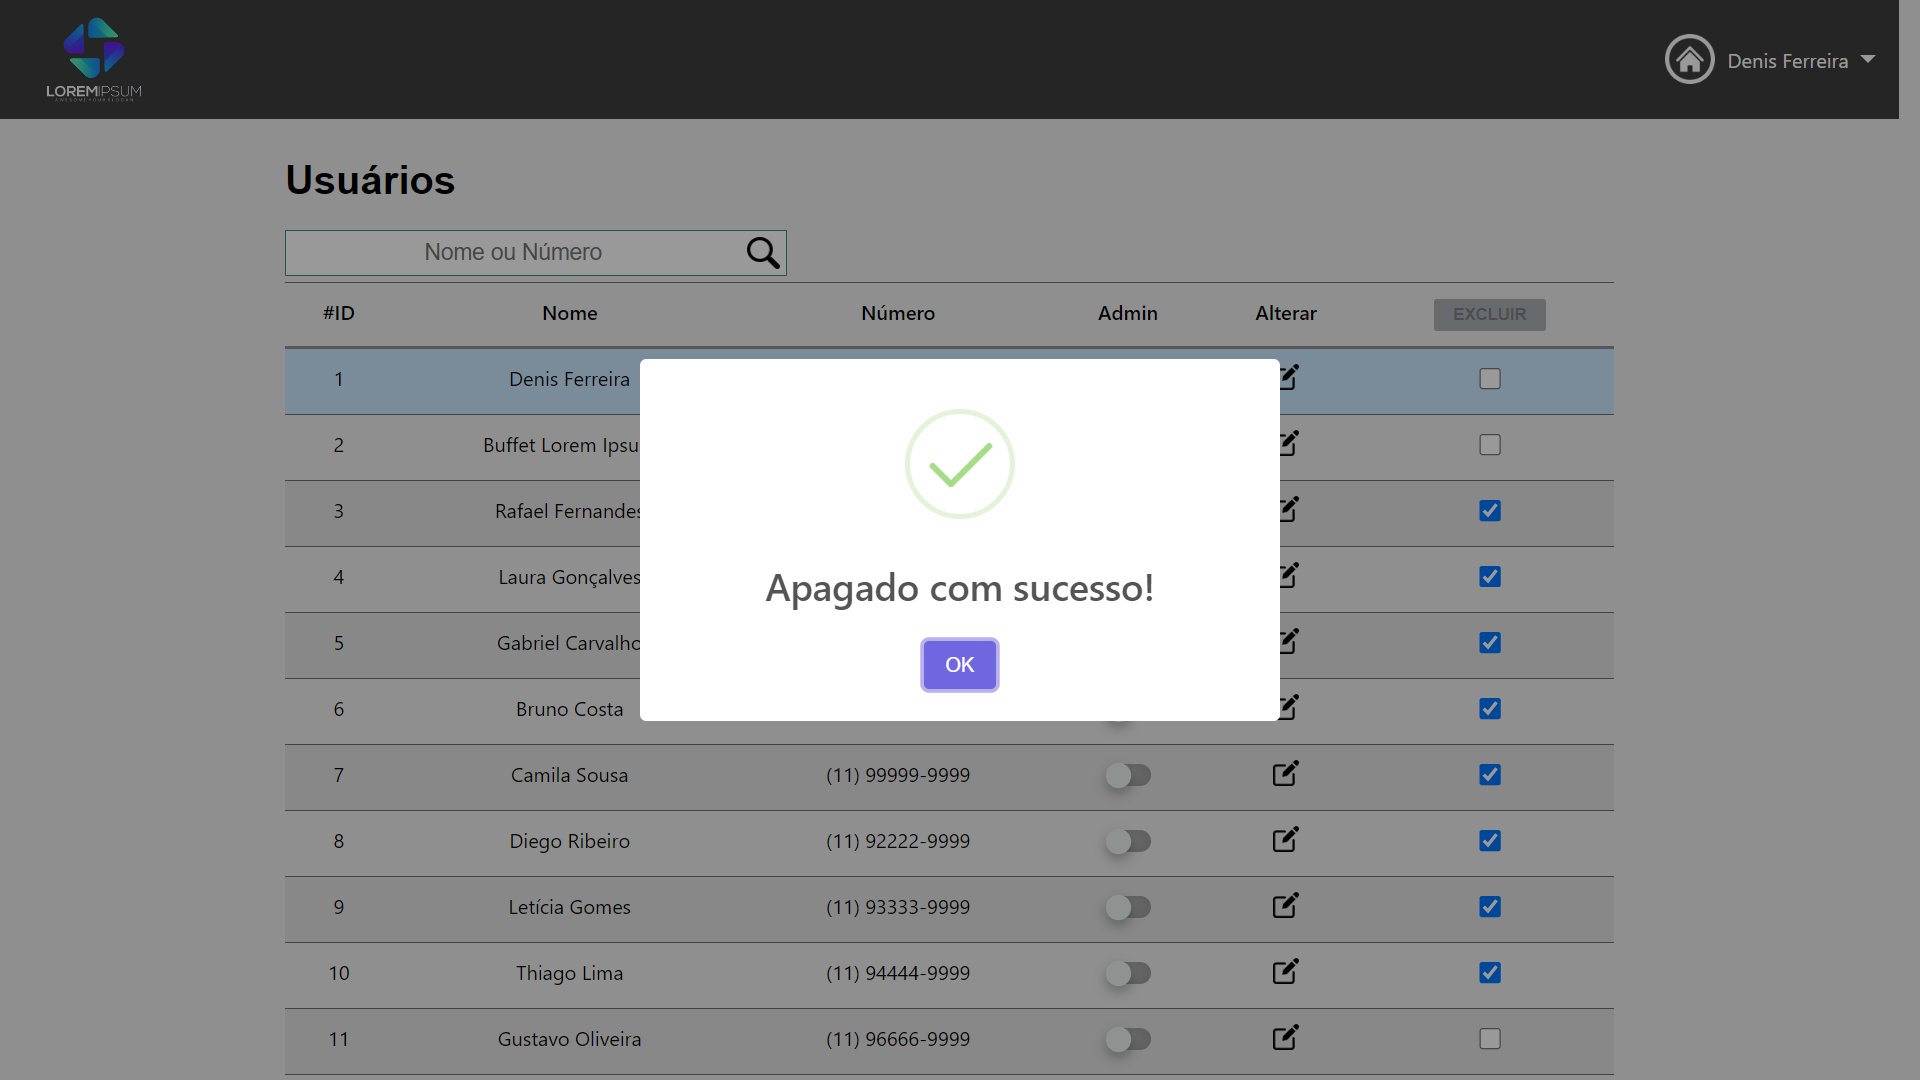 LOREMIPSUM
Denis Ferreira
Usuários
Nome ou Número
#ID Nome Número Admin Alterar EXCLUIR
1 Denis Ferreira
2 Buffet Lorem Ipsu
3 Rafael Fernandes
4 Laura Gonçalves
5 Gabriel Carvalho
6 Bruno Costa
Apagado com sucesso!
OK
7 Camila Sousa (11) 99999-9999
8 Diego Ribeiro (11) 92222-9999
9 Letícia Gomes (11) 93333-9999
10 Thiago Lima (11) 94444-9999
11 Gustavo Oliveira (11) 96666-9999